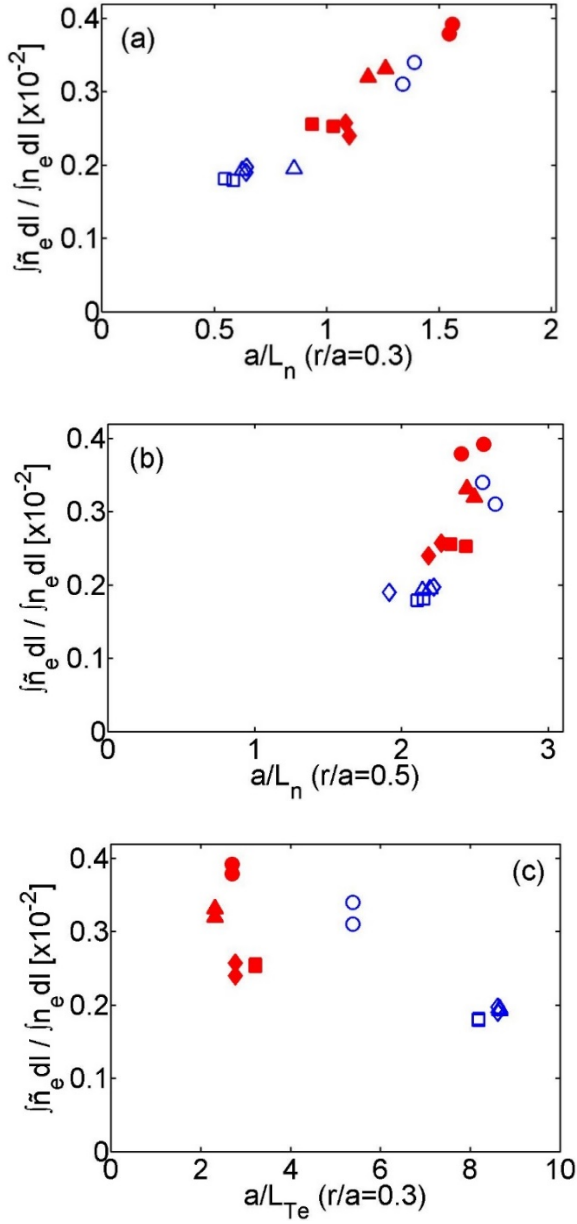 (a)
∫ñₑdl / ∫nₑdl [x10⁻²]
0.4
0.3
0.2
0.1
0
0 0.5 1 1.5 2
a/Lₙ (r/a=0.3)
(b)
∫ñₑdl / ∫nₑdl [x10⁻²]
0.4
0.3
0.2
0.1
0
0 1 2 3
a/Lₙ (r/a=0.5)
(c)
∫ñₑdl / ∫nₑdl [x10⁻²]
0.4
0.3
0.2
0.1
0
0 2 4 6 8 10
a/L_Te (r/a=0.3)